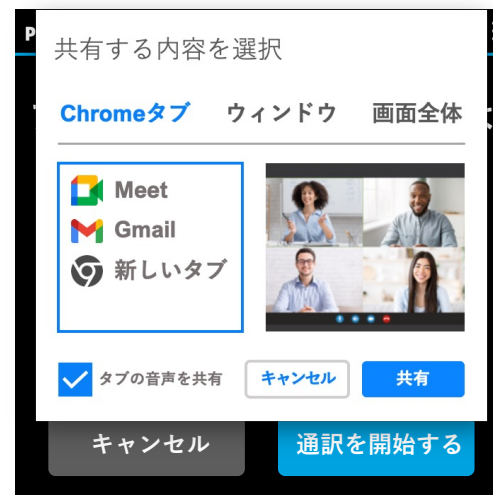 P
共有する内容を選択
Chromeタブ ウィンドウ 画面全体
Meet
Gmail
新しいタブ
タブの音声を共有 キャンセル 共有
キャンセル 通訳を開始する